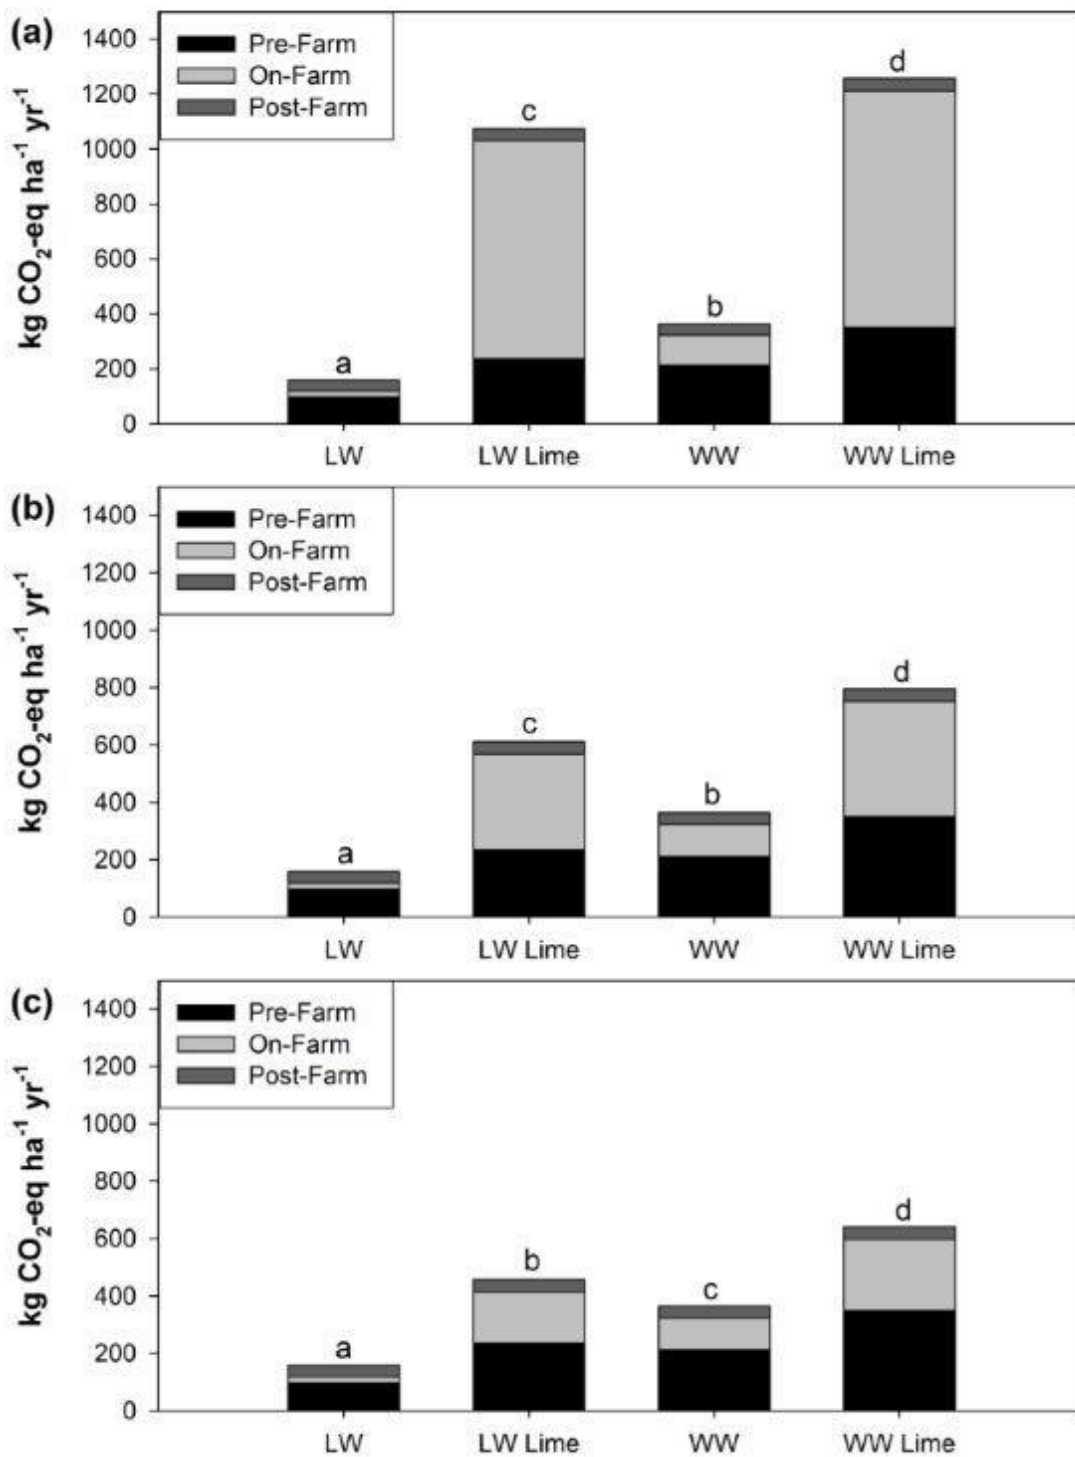 (a)
kg CO₂-eq ha⁻¹ yr⁻¹
1400
1200
1000
800
600
400
200
0
Pre-Farm
On-Farm
Post-Farm
a
c
b
d
LW
LW Lime
WW
WW Lime
(b)
kg CO₂-eq ha⁻¹ yr⁻¹
1400
1200
1000
800
600
400
200
0
Pre-Farm
On-Farm
Post-Farm
a
c
b
d
LW
LW Lime
WW
WW Lime
(c)
kg CO₂-eq ha⁻¹ yr⁻¹
1400
1200
1000
800
600
400
200
0
Pre-Farm
On-Farm
Post-Farm
a
b
c
d
LW
LW Lime
WW
WW Lime